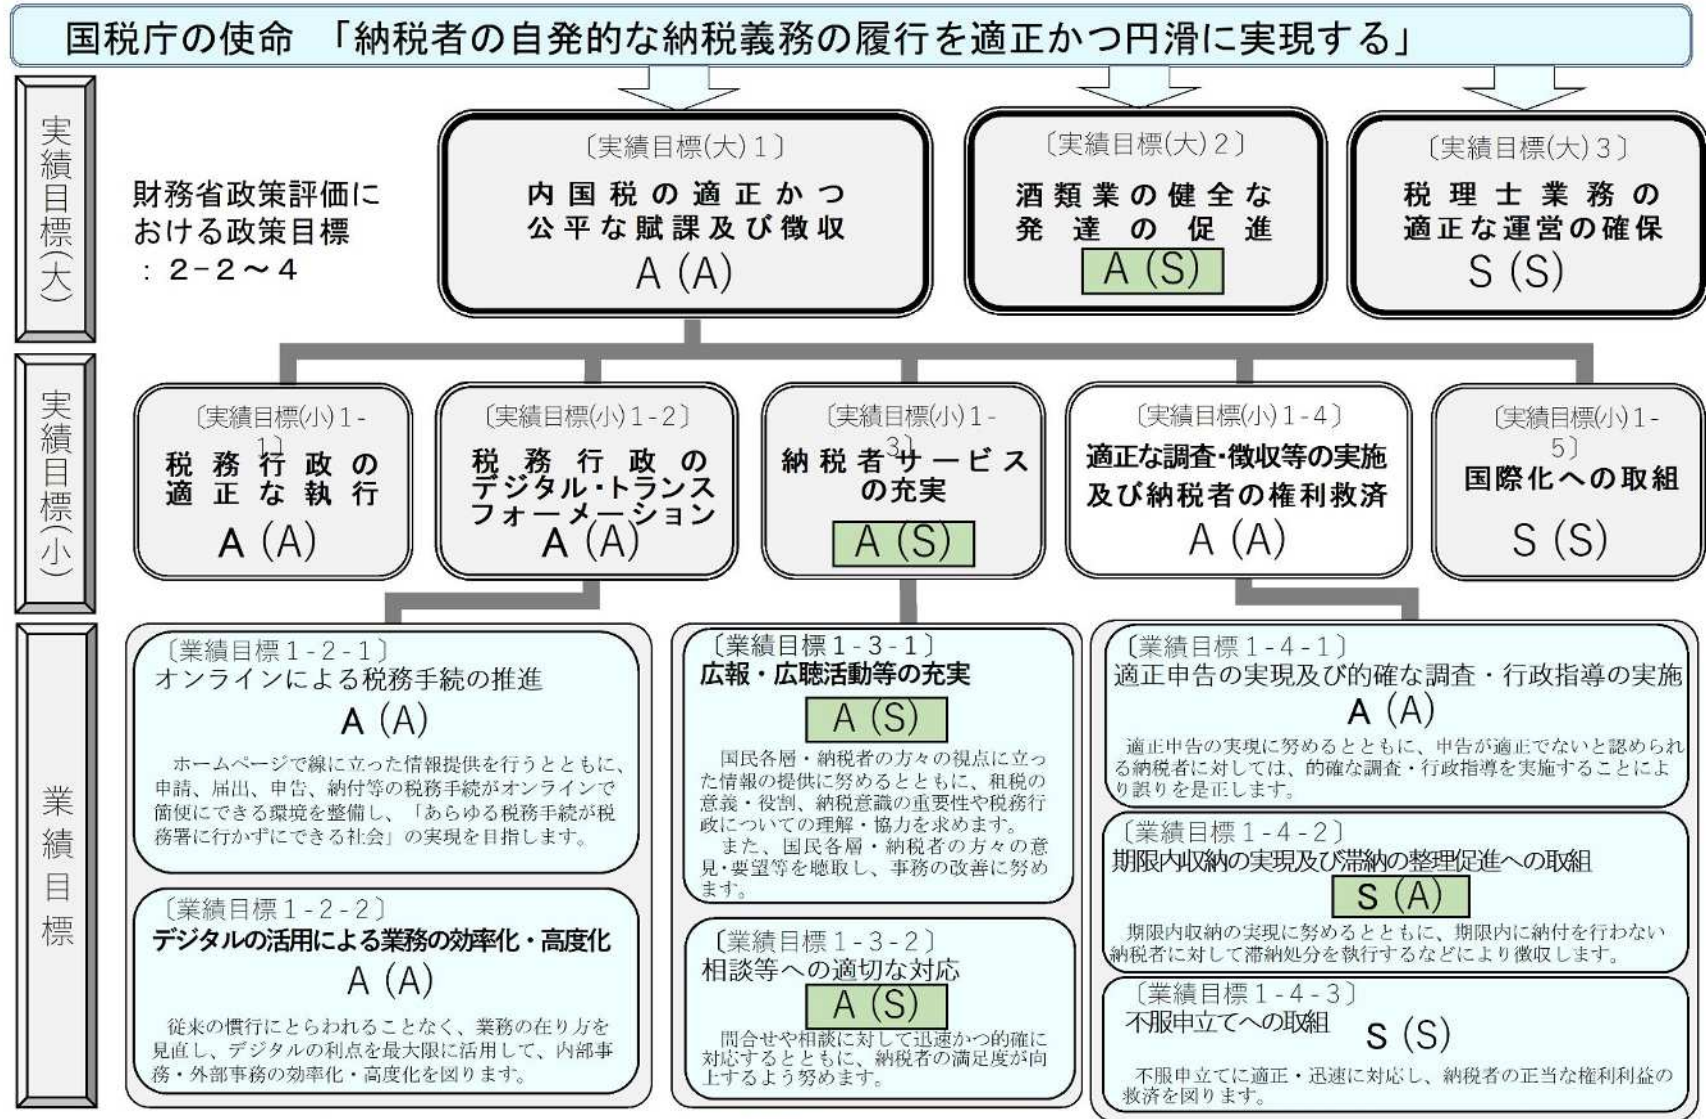 国税庁の使命　「納税者の自発的な納税義務の履行を適正かつ円滑に実現する」
実績目標(大)
財務省政策評価に
おける政策目標
：２-２～４
〔実績目標(大)１〕
内国税の適正かつ
公平な賦課及び徴収
A (A)
〔実績目標(大)２〕
酒類業の健全な
発達の促進
A (S)
〔実績目標(大)３〕
税理士業務の
適正な運営の確保
S (S)
実績目標(小)
〔実績目標(小)１-
１〕
税務行政の
適正な執行
A (A)
〔実績目標(小)１-２〕
税務行政の
デジタル・トランス
フォーメーション
A (A)
〔実績目標(小)１-
３〕
納税者サービス
の充実
A (S)
〔実績目標(小)１-４〕
適正な調査・徴収等の実施
及び納税者の権利救済
A (A)
〔実績目標(小)１-
５〕
国際化への取組
S (S)
業績目標
〔業績目標１-２-１〕
オンラインによる税務手続の推進
A (A)
ホームページで線に立った情報提供を行うとともに、
申請、届出、申告、納付等の税務手続がオンラインで
簡便にできる環境を整備し、「あらゆる税務手続が税
務署に行かずにできる社会」の実現を目指します。
〔業績目標１-２-２〕
デジタルの活用による業務の効率化・高度化
A (A)
従来の慣行にとらわれることなく、業務の在り方を
見直し、デジタルの利点を最大限に活用して、内部事
務・外部事務の効率化・高度化を図ります。
〔業績目標１-３-１〕
広報・広聴活動等の充実
A (S)
国民各層・納税者の方々の視点に立っ
た情報の提供に努めるとともに、租税の
意義・役割、納税意識の重要性や税務行
政についての理解・協力を求めます。
また、国民各層・納税者の方々の意
見・要望等を聴取し、事務の改善に努め
ます。
〔業績目標１-３-２〕
相談等への適切な対応
A (S)
問合せや相談に対して迅速かつ的確に
対応するとともに、納税者の満足度が向
上するよう努めます。
〔業績目標１-４-１〕
適正申告の実現及び的確な調査・行政指導の実施
A (A)
適正申告の実現に努めるとともに、申告が適正でないと認められ
る納税者に対しては、的確な調査・行政指導を実施することによ
り誤りを是正します。
〔業績目標１-４-２〕
期限内収納の実現及び滞納の整理促進への取組
S (A)
期限内収納の実現に努めるとともに、期限内に納付を行わない
納税者に対して滞納処分を執行するなどにより徴収します。
〔業績目標１-４-３〕
不服申立てへの取組
S (S)
不服申立てに適正・迅速に対応し、納税者の正当な権利利益の
救済を図ります。